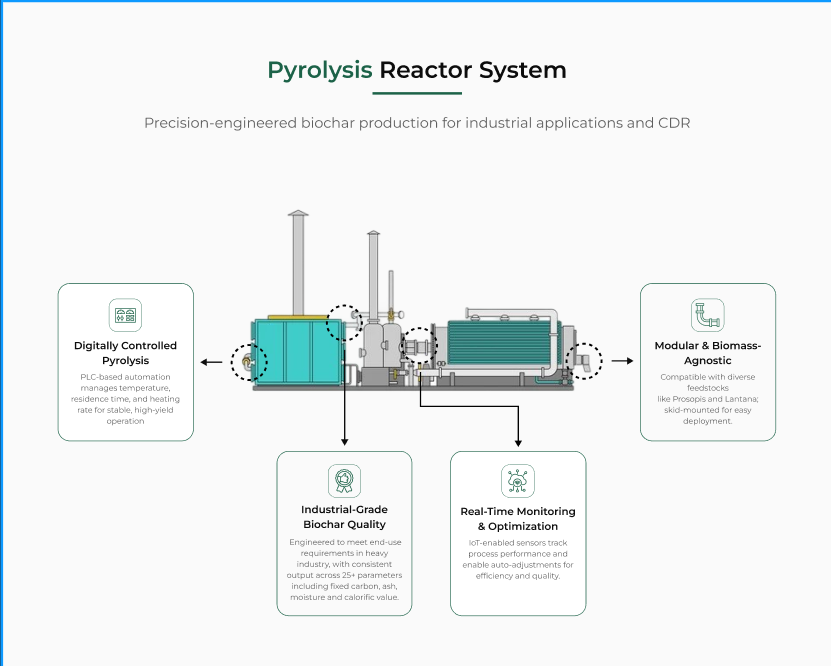 Pyrolysis Reactor System
Precision-engineered biochar production for industrial applications and CDR
Digitally Controlled
Pyrolysis
PLC-based automation
manages temperature,
residence time, and heating
rate for stable, high-yield
operation
Modular & Biomass-
Agnostic
Compatible with diverse
feedstocks
like Prosopis and Lantana;
skid-mounted for easy
deployment.
Industrial-Grade
Biochar Quality
Engineered to meet end-use
requirements in heavy
industry, with consistent
output across 25+ parameters
including fixed carbon, ash,
moisture and calorific value.
Real-Time Monitoring
& Optimization
IoT-enabled sensors track
process performance and
enable auto-adjustments for
efficiency and quality.